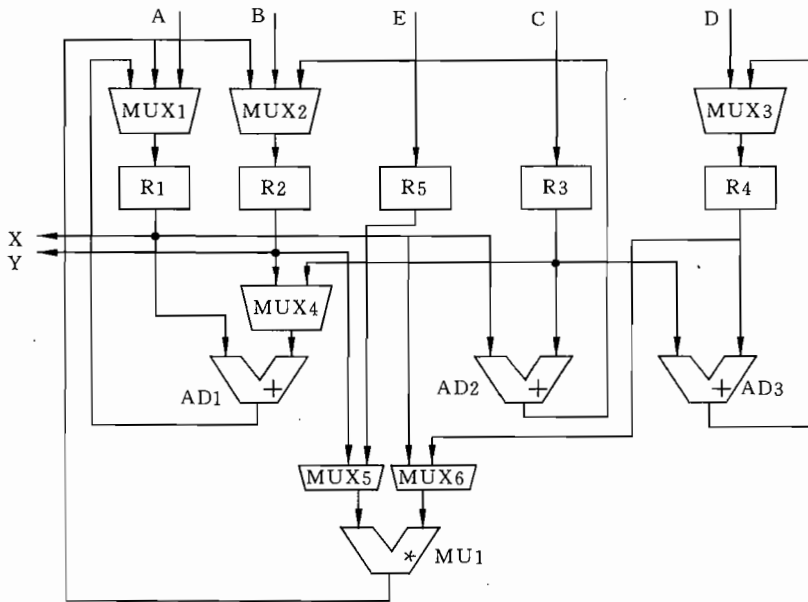 A B E C D
MUX1 MUX2 MUX3
R1 R2 R5 R3 R4
X
Y
MUX4
AD1 + AD2 + + AD3
MUX5 MUX6
* MU1